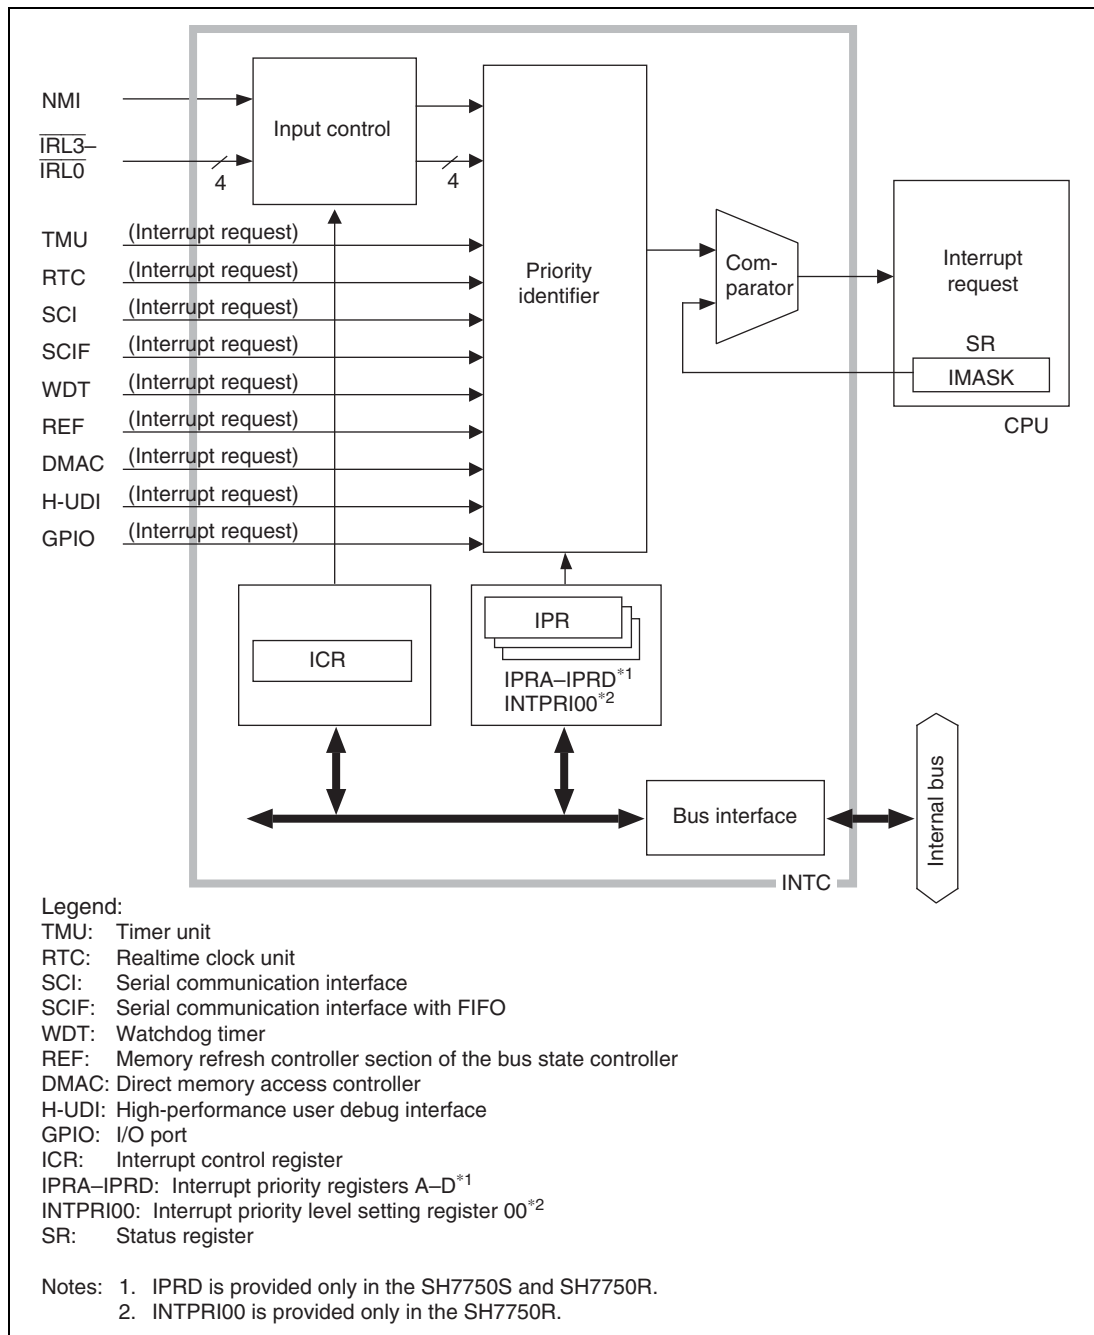 NMI
IRL3–
IRL0
4
4
Input control
TMU (Interrupt request)
RTC (Interrupt request)
SCI (Interrupt request)
SCIF (Interrupt request)
WDT (Interrupt request)
REF (Interrupt request)
DMAC (Interrupt request)
H-UDI (Interrupt request)
GPIO (Interrupt request)
Priority
identifier
Com-
parator
Interrupt
request
SR
IMASK
CPU
ICR
IPR
IPRA–IPRD*1
INTPRI00*2
Bus interface
Internal bus
INTC
Legend:
TMU: Timer unit
RTC: Realtime clock unit
SCI: Serial communication interface
SCIF: Serial communication interface with FIFO
WDT: Watchdog timer
REF: Memory refresh controller section of the bus state controller
DMAC: Direct memory access controller
H-UDI: High-performance user debug interface
GPIO: I/O port
ICR: Interrupt control register
IPRA–IPRD: Interrupt priority registers A–D*1
INTPRI00: Interrupt priority level setting register 00*2
SR: Status register
Notes: 1. IPRD is provided only in the SH7750S and SH7750R.
2. INTPRI00 is provided only in the SH7750R.